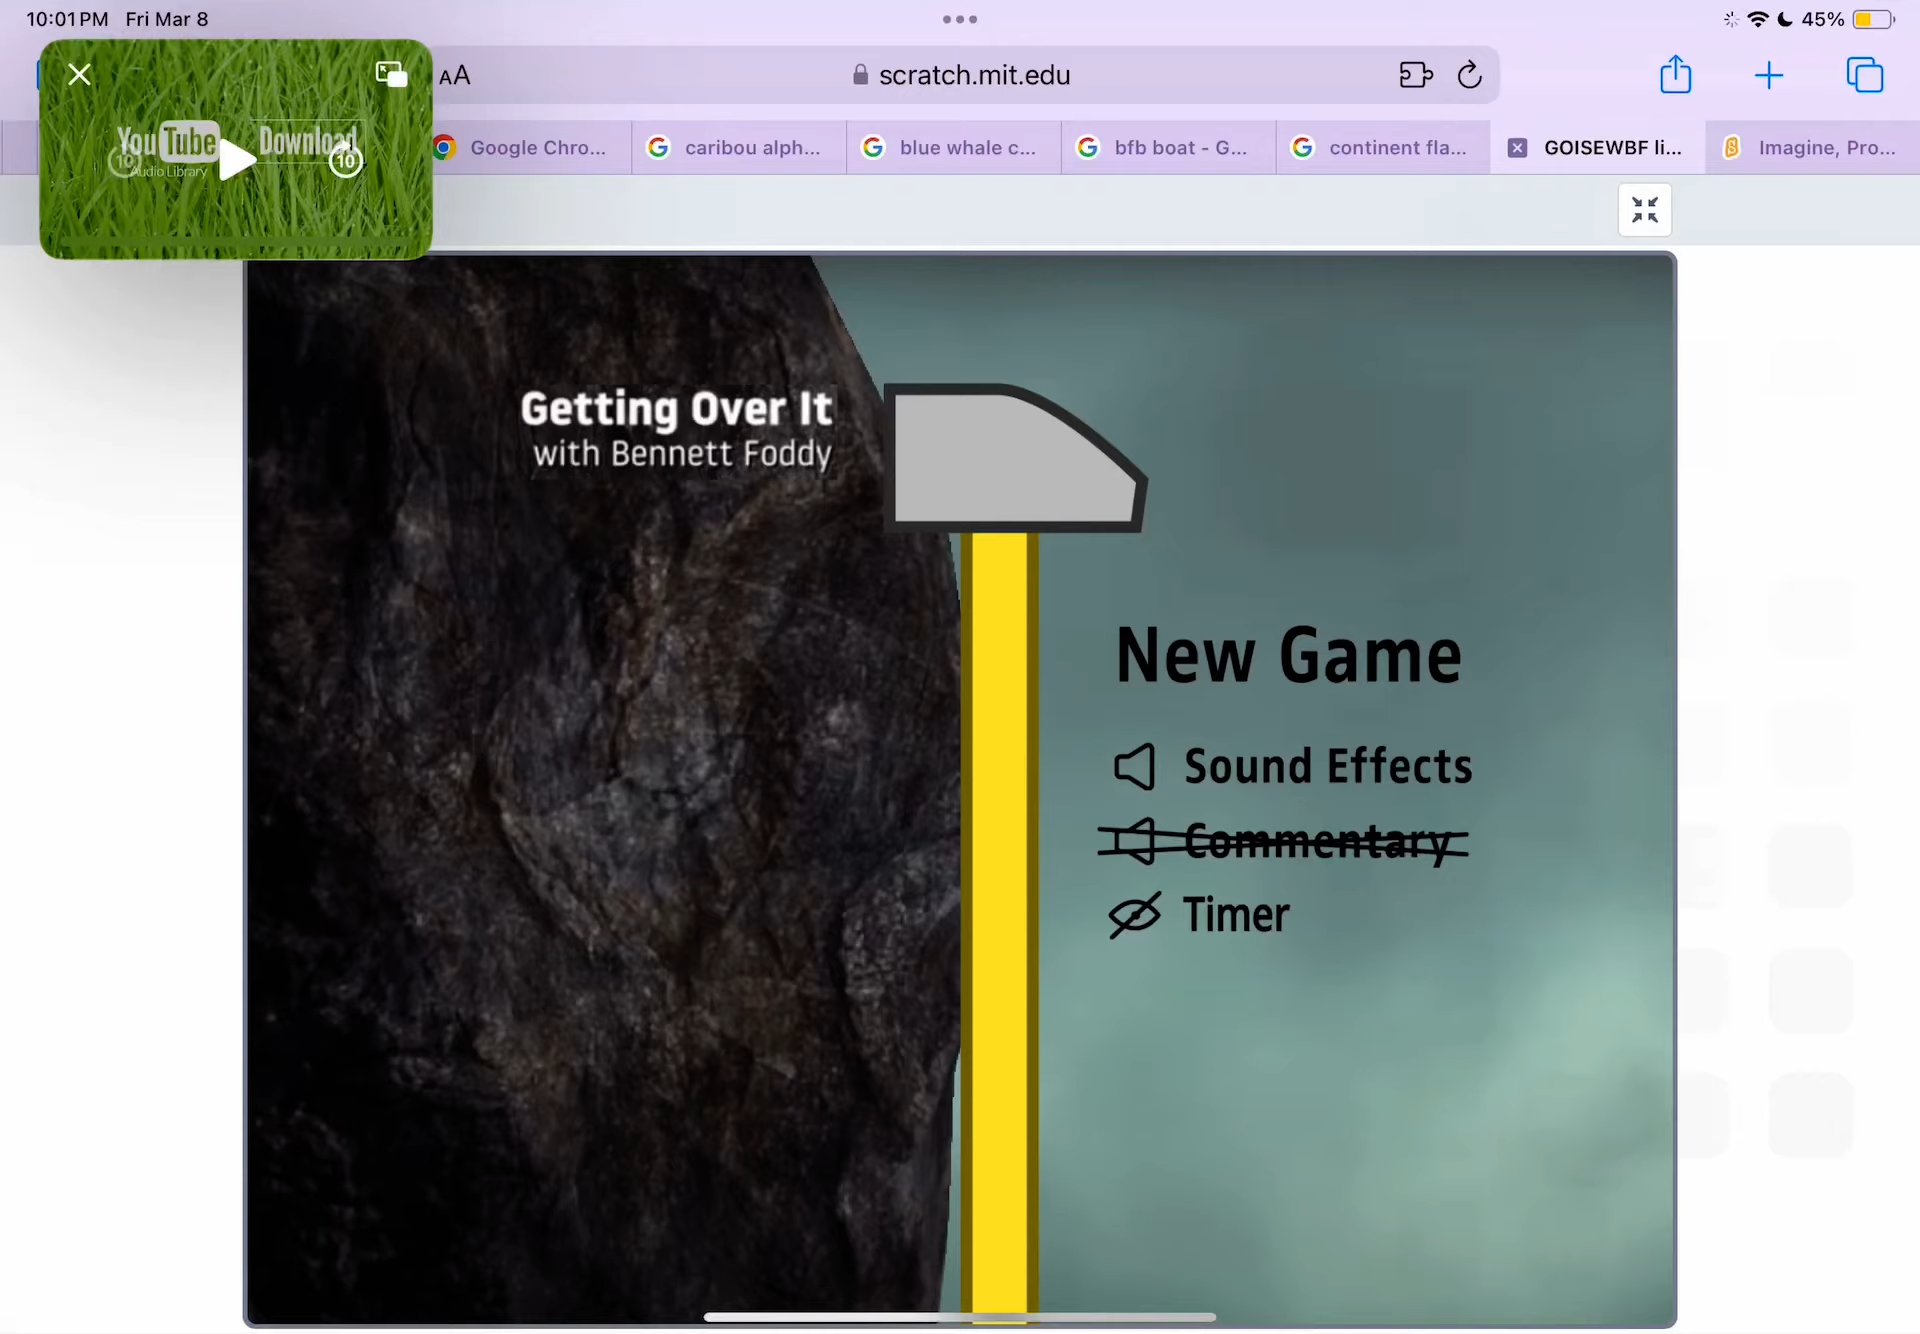 10:01 PM Fri Mar 8
45%
AA
scratch.mit.edu
YouTube Download
Audio Library
10
10
Google Chro...
caribou alph...
blue whale c...
bfb boat - G...
continent fla...
GOISEWBF li...
Imagine, Pro...
Getting Over It
with Bennett Foddy
New Game
Sound Effects
Commentary
Timer